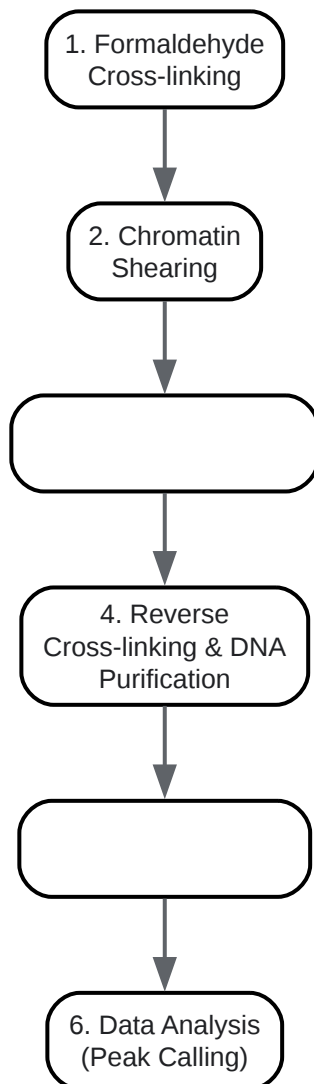 1. Formaldehyde
Cross-linking
2. Chromatin
Shearing
4. Reverse
Cross-linking & DNA
Purification
6. Data Analysis
(Peak Calling)